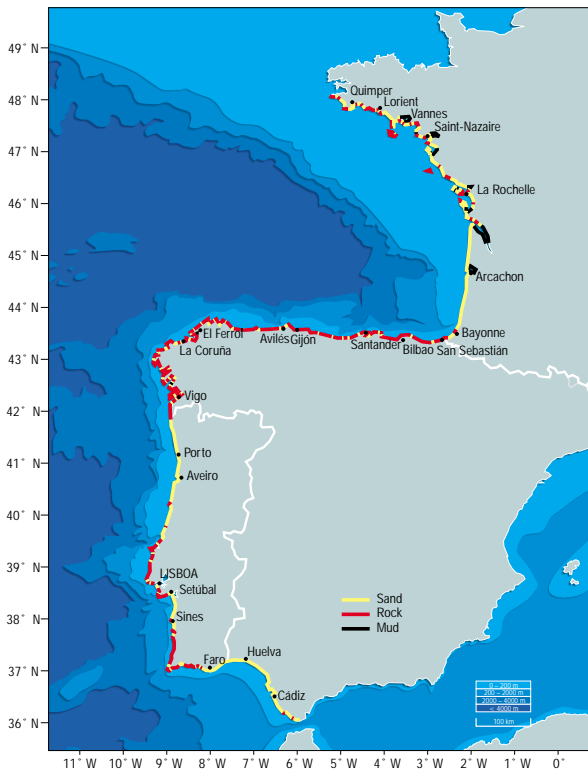 49° N
48° N
47° N
46° N
45° N
44° N
43° N
42° N
41° N
40° N
39° N
38° N
37° N
36° N
Quimper
Lorient
Vannes
Saint-Nazaire
La Rochelle
Arcachon
Bayonne
El Ferrol
Avilés
Gijón
La Coruña
Santander
Bilbao
San Sebastián
Vigo
Porto
Aveiro
LISBOA
Setúbal
Sines
Faro
Huelva
Cádiz
Sand
Rock
Mud
0 – 200 m
200 – 2000 m
2000 – 4000 m
< 4000 m
100 km
11° W
10° W
9° W
8° W
7° W
6° W
5° W
4° W
3° W
2° W
1° W
0°